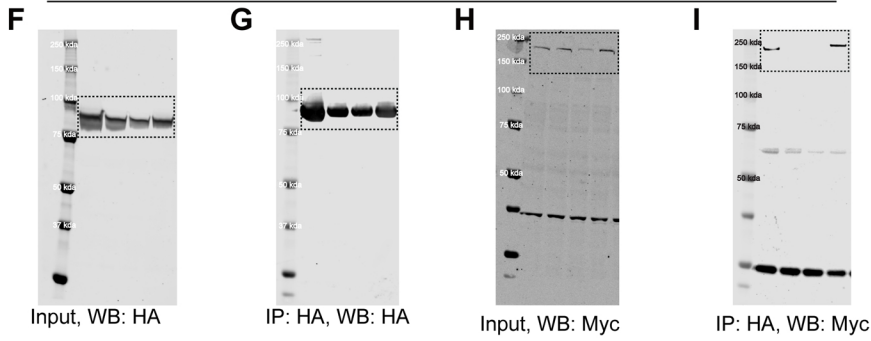 F
250 kda
150 kda
100 kda
75 kda
50 kda
37 kda
Input, WB: HA
G
250 kda
150 kda
100 kda
75 kda
50 kda
37 kda
IP: HA, WB: HA
H
250 kda
150 kda
100 kda
75 kda
50 kda
Input, WB: Myc
I
250 kda
150 kda
100 kda
75 kda
50 kda
IP: HA, WB: Myc